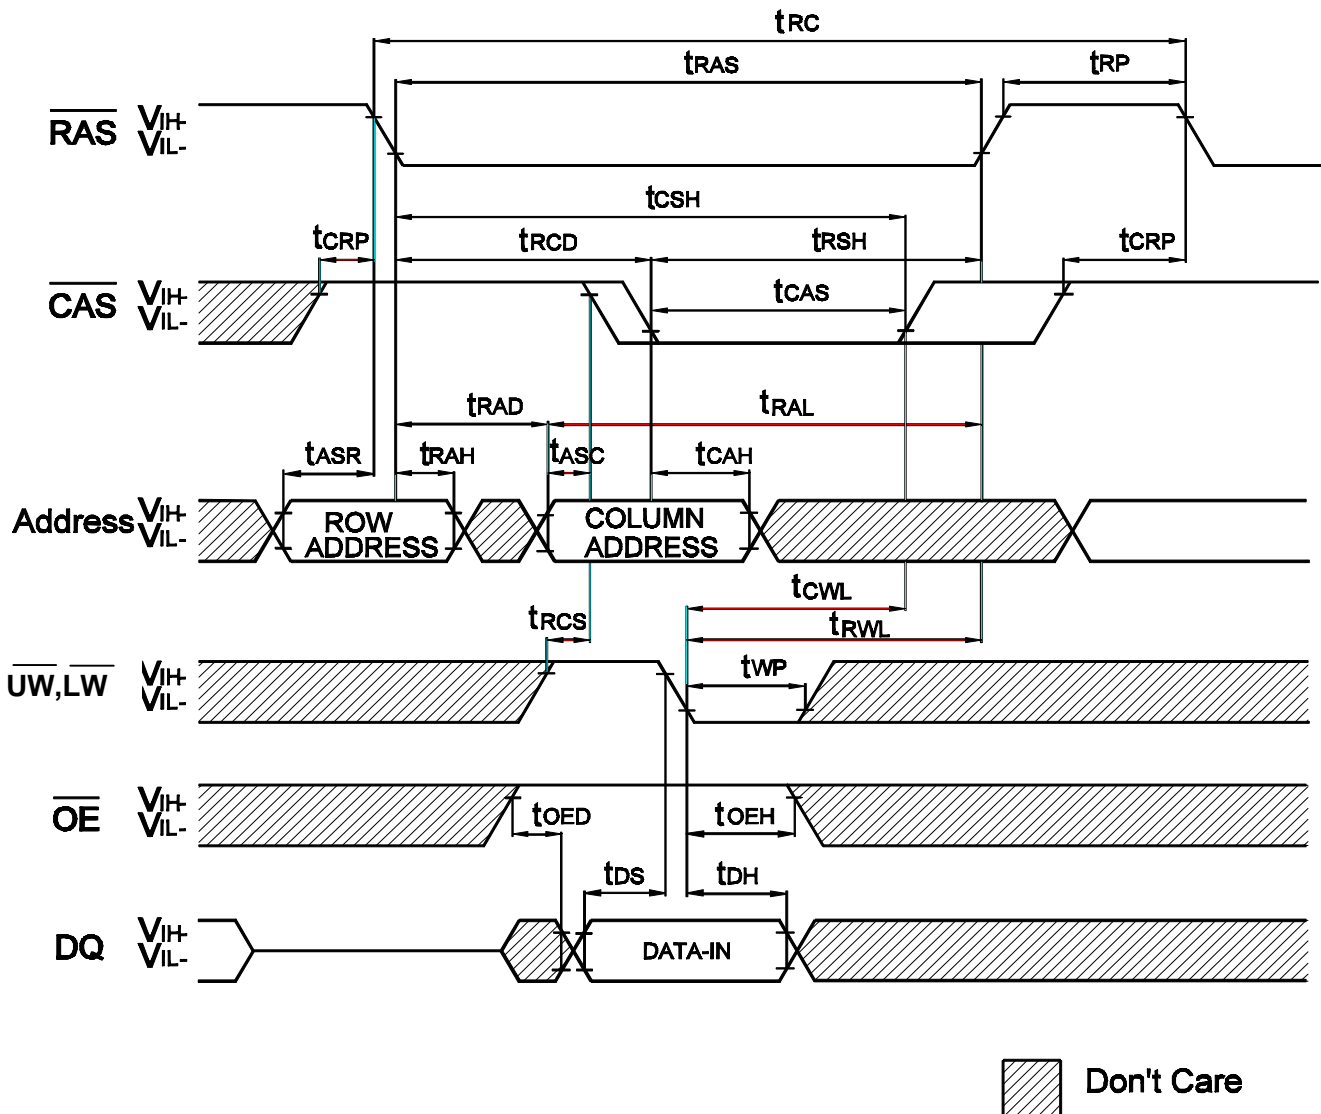 tRC
tRAS
tRP
RAS VIH-
VIL-
tCSH
tCRP
tRCD
tRSH
tCRP
CAS VIH-
VIL-
tCAS
tRAD
tRAL
tASR
tRAH
tASC
tCAH
Address VIH-
VIL-
ROW
ADDRESS
COLUMN
ADDRESS
tCWL
tRCS
tRWL
UW,LW VIH-
VIL-
tWP
OE VIH-
VIL-
tOED
tOEH
tDS
tDH
DQ VIH-
VIL-
DATA-IN
Don't Care